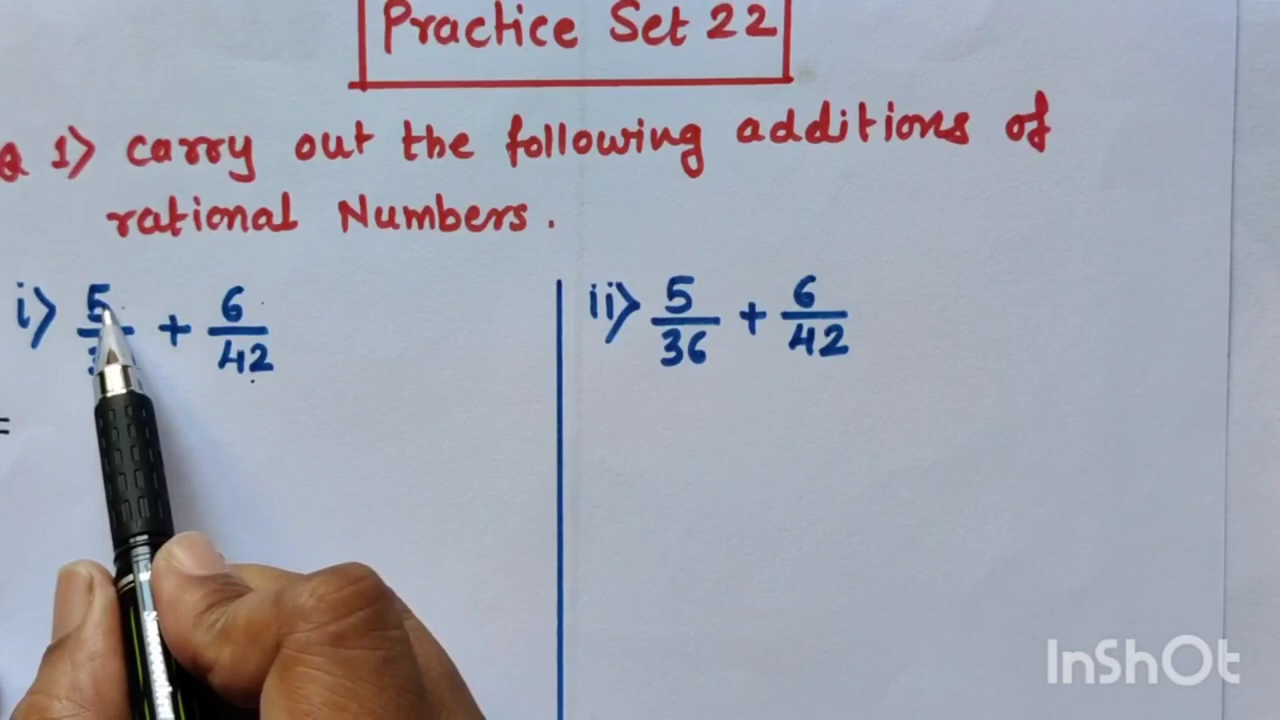 Practice Set 22
Q 1) carry out the following additions of
rational Numbers.
i) 5 + 6/42
ii) 5/36 + 6/42
=
InShOt